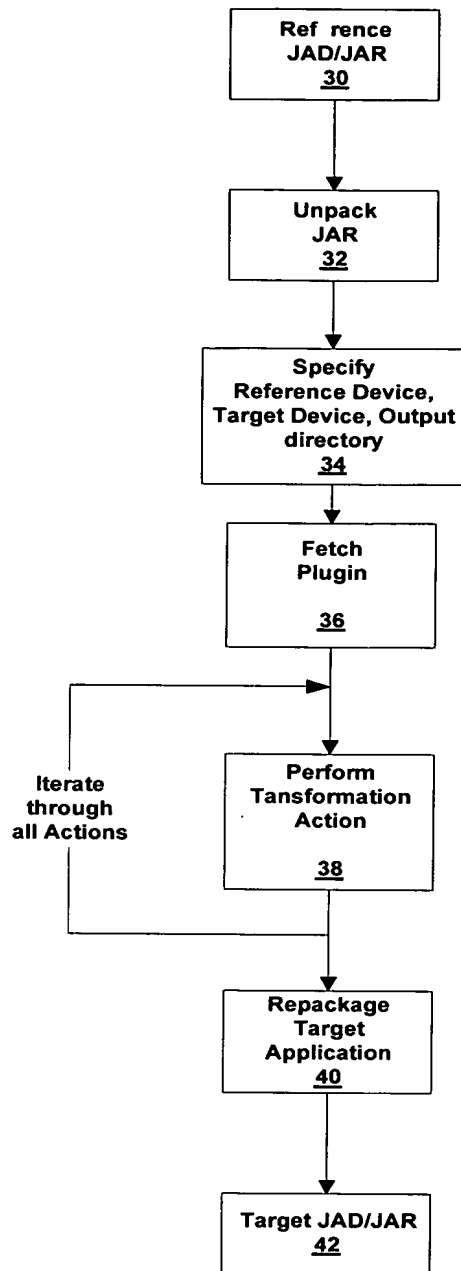 Ref rence
JAD/JAR
30
Unpack
JAR
32
Specify
Reference Device,
Target Device, Output
directory
34
Fetch
Plugin
36
Iterate
through
all Actions
Perform
Tansformation
Action
38
Repackage
Target
Application
40
Target JAD/JAR
42